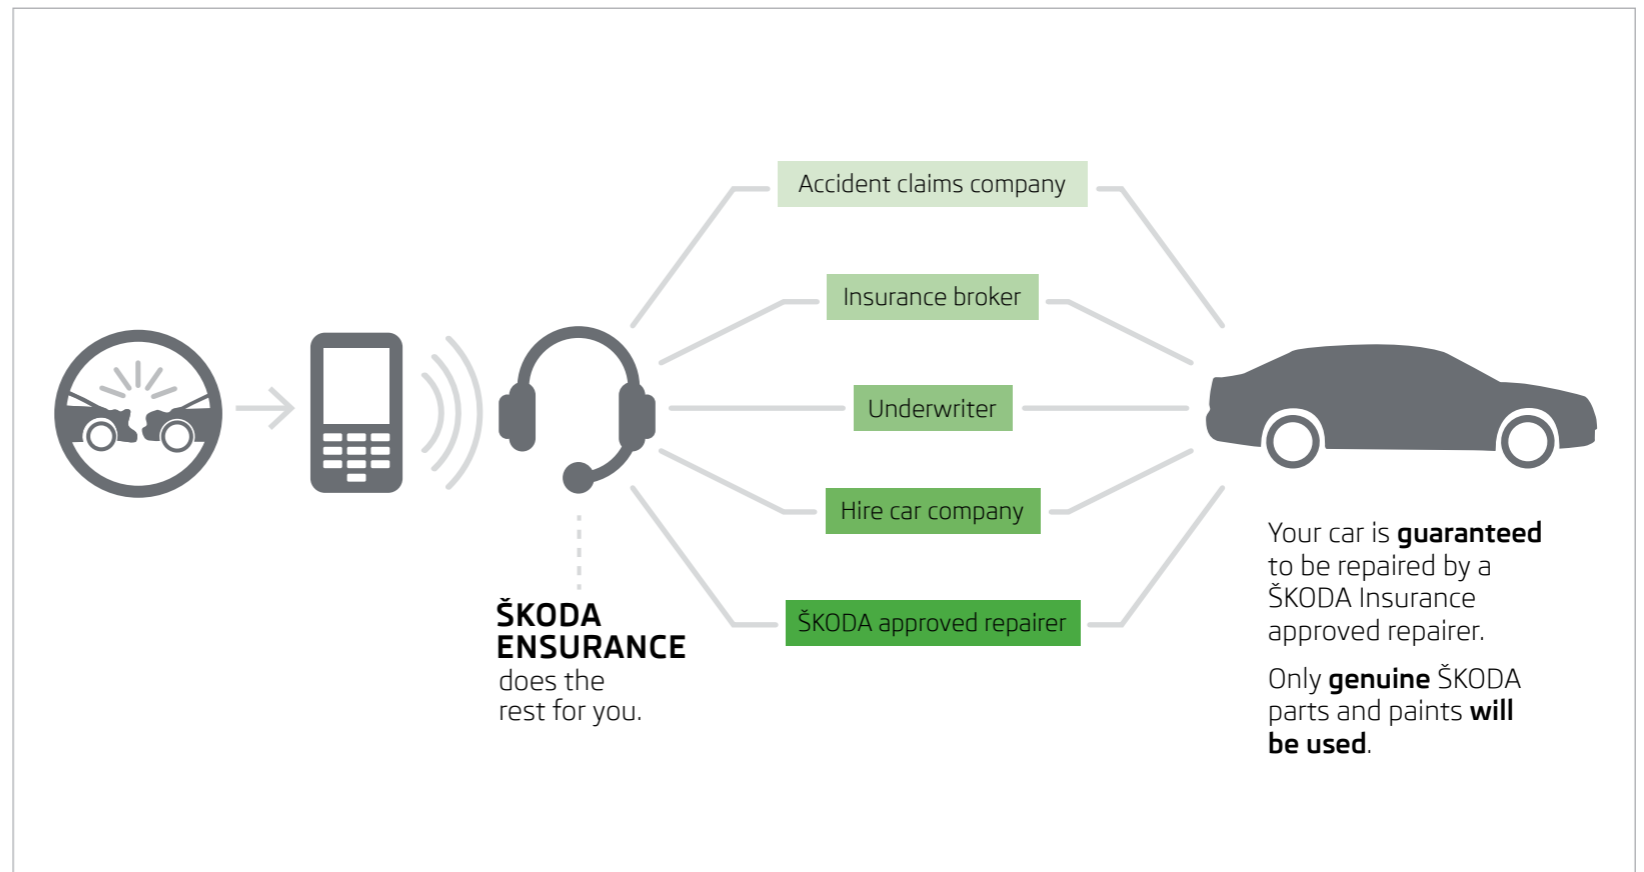 Accident claims company
Insurance broker
Underwriter
Hire car company
ŠKODA approved repairer
ŠKODA
ENSURANCE
does the
rest for you.
Your car is guaranteed
to be repaired by a
ŠKODA Insurance
approved repairer.
Only genuine ŠKODA
parts and paints will
be used.